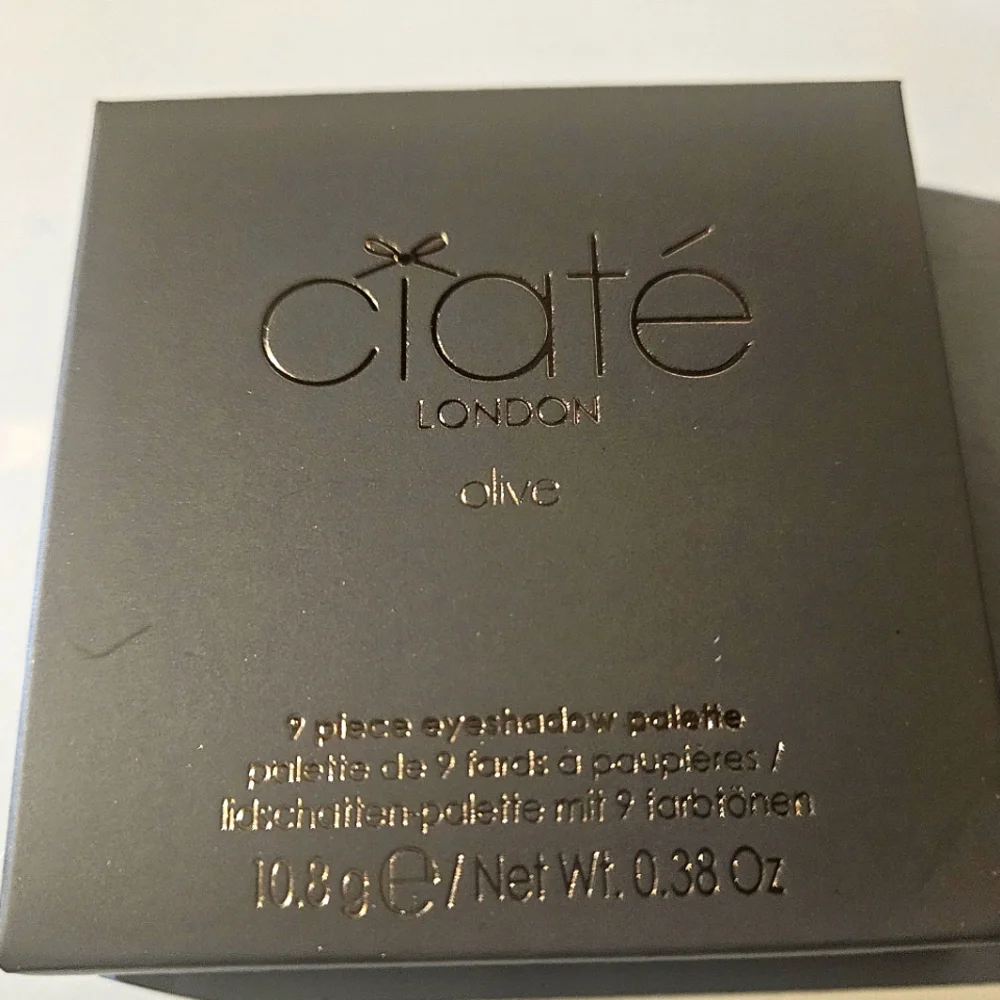 ciaté
LONDON
olive
9 piece eyeshadow palette
palette de 9 fards à paupières /
lidschatten-palette mit 9 farbtönen
10.8 g ℮ / Net Wt. 0.38 Oz